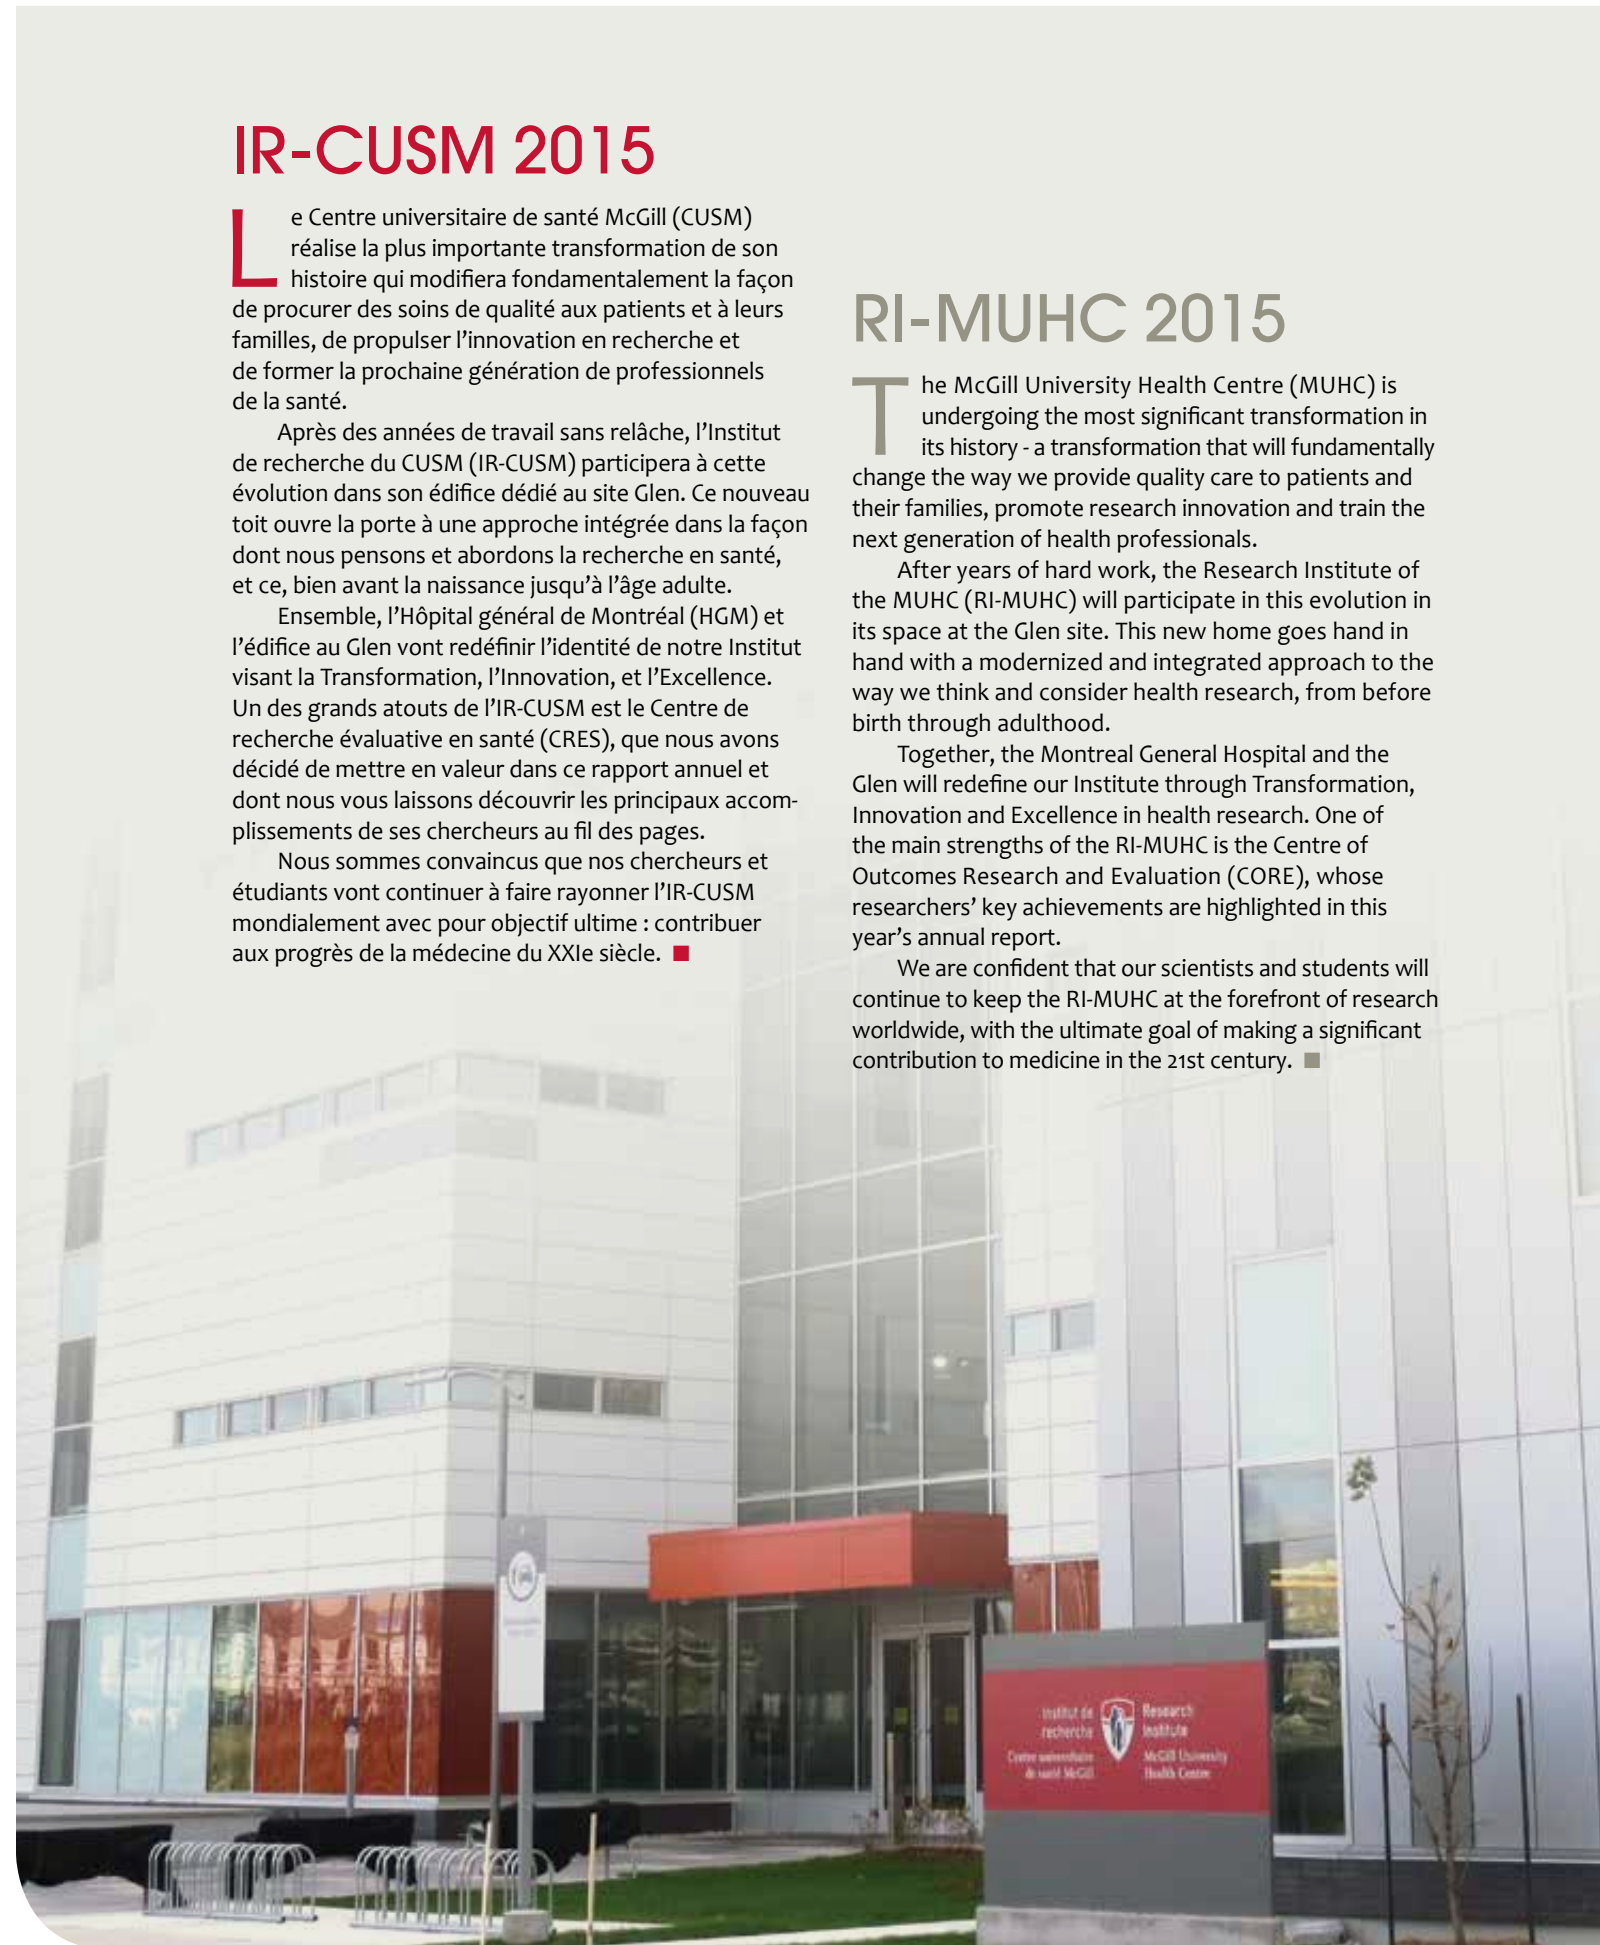 IR-CUSM 2015
Le Centre universitaire de santé McGill (CUSM)
réalise la plus importante transformation de son
histoire qui modifiera fondamentalement la façon
de procurer des soins de qualité aux patients et à leurs
familles, de propulser l’innovation en recherche et
de former la prochaine génération de professionnels
de la santé.
Après des années de travail sans relâche, l’Institut
de recherche du CUSM (IR-CUSM) participera à cette
évolution dans son édifice dédié au site Glen. Ce nouveau
toit ouvre la porte à une approche intégrée dans la façon
dont nous pensons et abordons la recherche en santé,
et ce, bien avant la naissance jusqu’à l’âge adulte.
Ensemble, l’Hôpital général de Montréal (HGM) et
l’édifice au Glen vont redéfinir l’identité de notre Institut
visant la Transformation, l’Innovation, et l’Excellence.
Un des grands atouts de l’IR-CUSM est le Centre de
recherche évaluative en santé (CRES), que nous avons
décidé de mettre en valeur dans ce rapport annuel et
dont nous vous laissons découvrir les principaux accom-
plissements de ses chercheurs au fil des pages.
Nous sommes convaincus que nos chercheurs et
étudiants vont continuer à faire rayonner l’IR-CUSM
mondialement avec pour objectif ultime : contribuer
aux progrès de la médecine du XXIe siècle.
RI-MUHC 2015
The McGill University Health Centre (MUHC) is
undergoing the most significant transformation in
its history - a transformation that will fundamentally
change the way we provide quality care to patients and
their families, promote research innovation and train the
next generation of health professionals.
After years of hard work, the Research Institute of
the MUHC (RI-MUHC) will participate in this evolution in
its space at the Glen site. This new home goes hand in
hand with a modernized and integrated approach to the
way we think and consider health research, from before
birth through adulthood.
Together, the Montreal General Hospital and the
Glen will redefine our Institute through Transformation,
Innovation and Excellence in health research. One of
the main strengths of the RI-MUHC is the Centre of
Outcomes Research and Evaluation (CORE), whose
researchers’ key achievements are highlighted in this
year’s annual report.
We are confident that our scientists and students will
continue to keep the RI-MUHC at the forefront of research
worldwide, with the ultimate goal of making a significant
contribution to medicine in the 21st century.
Institut de
recherche
Centre universitaire
de santé McGill
Research
Institute
McGill University
Health Centre